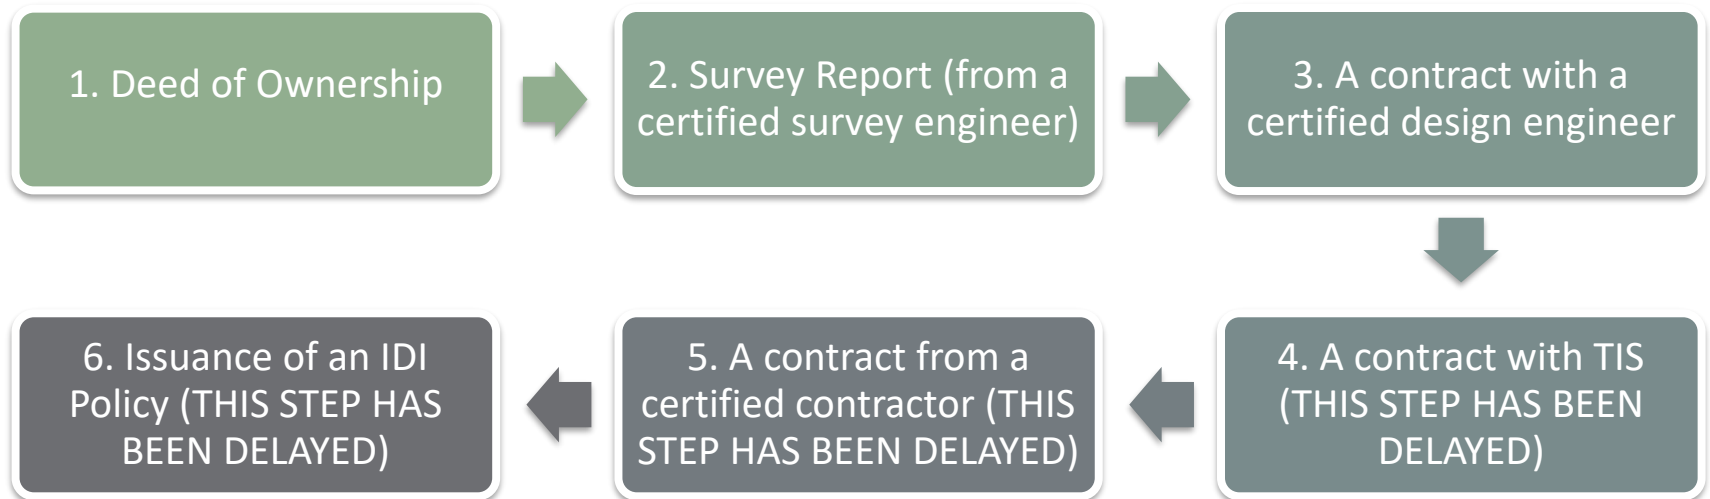 1. Deed of Ownership
2. Survey Report (from a
certified survey engineer)
3. A contract with a
certified design engineer
4. A contract with TIS
(THIS STEP HAS BEEN
DELAYED)
5. A contract from a
certified contractor (THIS
STEP HAS BEEN DELAYED)
6. Issuance of an IDI
Policy (THIS STEP HAS
BEEN DELAYED)